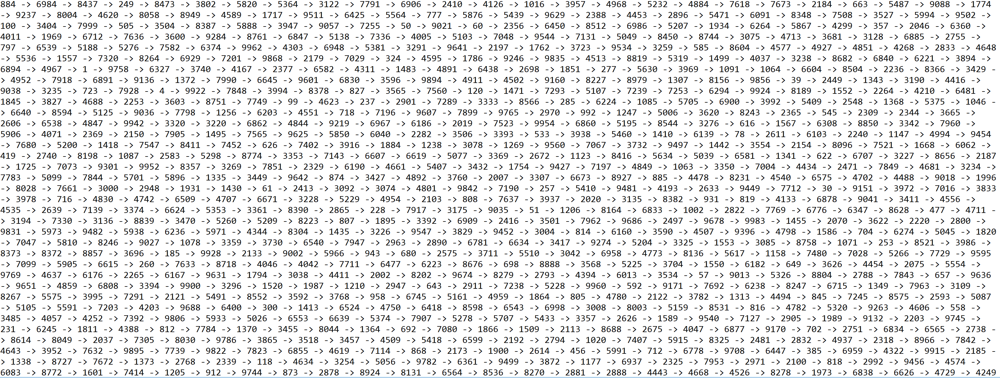 884 -> 6984 -> 8437 -> 249 -> 8473 -> 3802 -> 5820 -> 5364 -> 3122 -> 7791 -> 6906 -> 2410 -> 4126 -> 1016 -> 3957 -> 4968 -> 5232 -> 4884 -> 7618 -> 7673 -> 2184 -> 663 -> 5487 -> 9088 -> 1774
-> 9237 -> 8004 -> 4620 -> 8058 -> 8949 -> 4589 -> 1717 -> 9511 -> 6425 -> 5564 -> 777 -> 5876 -> 5439 -> 9629 -> 2388 -> 4453 -> 2896 -> 5471 -> 6091 -> 8348 -> 7508 -> 3527 -> 5994 -> 9502 ->
100 -> 3404 -> 7999 -> 505 -> 3504 -> 8387 -> 5888 -> 3947 -> 9057 -> 7255 -> 50 -> 9021 -> 60 -> 2356 -> 6450 -> 8512 -> 6986 -> 5207 -> 1934 -> 6264 -> 5867 -> 4299 -> 357 -> 2046 -> 6360 ->
4011 -> 1969 -> 6712 -> 7636 -> 3600 -> 9284 -> 8761 -> 6847 -> 5138 -> 7336 -> 4005 -> 5103 -> 7048 -> 9544 -> 7131 -> 5049 -> 8450 -> 8744 -> 3075 -> 4713 -> 3681 -> 3128 -> 6885 -> 2755 ->
797 -> 6539 -> 5188 -> 5276 -> 7582 -> 6374 -> 9962 -> 4303 -> 6948 -> 5381 -> 3291 -> 9641 -> 2197 -> 1762 -> 3723 -> 9534 -> 3259 -> 585 -> 8604 -> 4577 -> 4927 -> 4851 -> 4268 -> 2833 -> 4648
-> 5536 -> 1557 -> 7320 -> 8264 -> 6929 -> 7201 -> 9868 -> 2179 -> 7029 -> 324 -> 4595 -> 1786 -> 9246 -> 9835 -> 4513 -> 8819 -> 5319 -> 1499 -> 4037 -> 3238 -> 8682 -> 6840 -> 6221 -> 3894 ->
6894 -> 4967 -> 1 -> 9758 -> 6327 -> 3740 -> 4167 -> 2377 -> 6582 -> 4311 -> 1483 -> 4891 -> 6438 -> 2698 -> 1851 -> 277 -> 5630 -> 3969 -> 1091 -> 1064 -> 6604 -> 8504 -> 2236 -> 8366 -> 3429 -
> 4952 -> 7918 -> 6891 -> 9136 -> 1372 -> 7990 -> 6645 -> 9601 -> 6830 -> 3596 -> 9894 -> 4911 -> 4502 -> 9160 -> 8227 -> 8979 -> 1307 -> 8156 -> 9856 -> 39 -> 2449 -> 1343 -> 3190 -> 4416 ->
9038 -> 3235 -> 723 -> 7928 -> 4 -> 9922 -> 7848 -> 3994 -> 8378 -> 827 -> 3565 -> 7560 -> 120 -> 1471 -> 7293 -> 5107 -> 7239 -> 7253 -> 6294 -> 9924 -> 8189 -> 1552 -> 2264 -> 4210 -> 6481 ->
1845 -> 3827 -> 4688 -> 2253 -> 3603 -> 8751 -> 7749 -> 99 -> 4623 -> 237 -> 2901 -> 7289 -> 3333 -> 8566 -> 285 -> 6224 -> 1085 -> 5705 -> 6900 -> 3992 -> 5409 -> 2548 -> 1368 -> 5375 -> 1046 -
> 6640 -> 8594 -> 5125 -> 9036 -> 7798 -> 1256 -> 6203 -> 4551 -> 718 -> 7196 -> 9607 -> 7899 -> 9765 -> 2970 -> 992 -> 1247 -> 5006 -> 3620 -> 8243 -> 2365 -> 545 -> 2309 -> 2344 -> 3665 ->
2606 -> 6538 -> 4847 -> 9942 -> 3320 -> 3220 -> 6862 -> 4844 -> 9219 -> 6967 -> 6186 -> 2019 -> 7523 -> 9954 -> 6860 -> 5195 -> 8544 -> 3276 -> 616 -> 1567 -> 6308 -> 8850 -> 3342 -> 7960 ->
5906 -> 4071 -> 2369 -> 2150 -> 7905 -> 1495 -> 7565 -> 9625 -> 5850 -> 6040 -> 2282 -> 3506 -> 3393 -> 533 -> 3938 -> 5460 -> 1410 -> 6139 -> 78 -> 2611 -> 6103 -> 2240 -> 1147 -> 4994 -> 9454
-> 7680 -> 5200 -> 1418 -> 7547 -> 8411 -> 7452 -> 626 -> 7402 -> 3916 -> 1884 -> 1238 -> 3078 -> 1269 -> 9560 -> 7067 -> 3732 -> 9497 -> 1442 -> 3554 -> 2154 -> 8096 -> 7521 -> 1668 -> 6062 ->
419 -> 2740 -> 8198 -> 1087 -> 2583 -> 5298 -> 8774 -> 3353 -> 7143 -> 6607 -> 6619 -> 5077 -> 3369 -> 2672 -> 1123 -> 8416 -> 5634 -> 5039 -> 6581 -> 1341 -> 622 -> 6707 -> 3227 -> 8656 -> 2187
-> 1725 -> 7073 -> 9301 -> 9952 -> 8357 -> 3269 -> 7851 -> 2329 -> 6190 -> 4661 -> 5407 -> 3432 -> 1754 -> 9427 -> 7197 -> 4849 -> 1063 -> 3350 -> 7004 -> 4434 -> 2471 -> 7849 -> 4681 -> 3234 ->
7783 -> 5099 -> 7844 -> 5701 -> 5896 -> 1335 -> 3449 -> 9642 -> 874 -> 3427 -> 4892 -> 3760 -> 2007 -> 3307 -> 6673 -> 8927 -> 885 -> 4478 -> 8231 -> 4540 -> 6575 -> 4702 -> 4488 -> 9018 -> 1996
-> 8028 -> 7661 -> 3000 -> 2948 -> 1931 -> 1430 -> 61 -> 2413 -> 3092 -> 3074 -> 4801 -> 9842 -> 7190 -> 257 -> 5410 -> 9481 -> 4193 -> 2633 -> 9449 -> 7712 -> 30 -> 9151 -> 3972 -> 7016 -> 3833
-> 3978 -> 716 -> 4830 -> 4742 -> 6509 -> 4707 -> 6671 -> 3228 -> 5229 -> 4954 -> 2103 -> 808 -> 7637 -> 3937 -> 2020 -> 3135 -> 8382 -> 931 -> 819 -> 4133 -> 6878 -> 9041 -> 3411 -> 4556 ->
4535 -> 2639 -> 7139 -> 3374 -> 6624 -> 5353 -> 3361 -> 8390 -> 2865 -> 228 -> 7917 -> 3175 -> 9035 -> 51 -> 1206 -> 8164 -> 6833 -> 1002 -> 2822 -> 7769 -> 6776 -> 6347 -> 8628 -> 477 -> 4711 -
> 3194 -> 7330 -> 3136 -> 8839 -> 3470 -> 5260 -> 5209 -> 8223 -> 807 -> 1895 -> 3392 -> 6909 -> 2416 -> 3501 -> 7962 -> 9686 -> 2497 -> 9678 -> 9983 -> 1455 -> 2070 -> 3622 -> 2220 -> 2800 ->
9831 -> 5973 -> 9482 -> 5938 -> 6236 -> 5971 -> 4344 -> 8304 -> 1435 -> 3226 -> 9547 -> 3829 -> 9452 -> 3004 -> 814 -> 6160 -> 3590 -> 4507 -> 9396 -> 4798 -> 1586 -> 704 -> 6274 -> 5045 -> 1820
-> 7047 -> 5810 -> 8246 -> 9027 -> 1078 -> 3359 -> 3730 -> 6540 -> 7947 -> 2963 -> 2890 -> 6781 -> 6634 -> 3417 -> 9274 -> 5204 -> 3325 -> 1553 -> 3085 -> 8758 -> 1071 -> 253 -> 8521 -> 3986 ->
8373 -> 8372 -> 8857 -> 3696 -> 185 -> 9928 -> 2133 -> 9002 -> 5966 -> 943 -> 680 -> 2575 -> 3711 -> 5510 -> 3042 -> 6958 -> 4773 -> 8136 -> 5617 -> 1158 -> 7480 -> 7028 -> 5266 -> 7729 -> 9595
-> 7099 -> 5905 -> 6615 -> 260 -> 7633 -> 8718 -> 4046 -> 4042 -> 7711 -> 6477 -> 6223 -> 8676 -> 698 -> 8888 -> 3568 -> 5225 -> 3704 -> 1550 -> 6182 -> 649 -> 3626 -> 4454 -> 2075 -> 5554 ->
9769 -> 4637 -> 6176 -> 2265 -> 6167 -> 9631 -> 1794 -> 3038 -> 4411 -> 2002 -> 8202 -> 9674 -> 8279 -> 2793 -> 4394 -> 6013 -> 3534 -> 57 -> 9013 -> 5326 -> 8804 -> 2788 -> 7843 -> 657 -> 9636
-> 9651 -> 4859 -> 6808 -> 3394 -> 9900 -> 3296 -> 1520 -> 1987 -> 1210 -> 2947 -> 643 -> 2911 -> 7238 -> 5228 -> 9960 -> 592 -> 9171 -> 7692 -> 6238 -> 8247 -> 6715 -> 1349 -> 7963 -> 3109 ->
8267 -> 5575 -> 3995 -> 7291 -> 2121 -> 5491 -> 8552 -> 3592 -> 3768 -> 958 -> 6745 -> 5161 -> 4959 -> 1864 -> 805 -> 4780 -> 2122 -> 3782 -> 1313 -> 4494 -> 845 -> 7245 -> 8575 -> 2593 -> 5087
-> 5105 -> 5591 -> 7203 -> 4203 -> 9688 -> 6400 -> 300 -> 1413 -> 6524 -> 4750 -> 6418 -> 8598 -> 6543 -> 6998 -> 3008 -> 8003 -> 5159 -> 8531 -> 816 -> 4782 -> 5320 -> 9263 -> 4606 -> 558 ->
3485 -> 4057 -> 4252 -> 7392 -> 9806 -> 5933 -> 5026 -> 6553 -> 6639 -> 5374 -> 7907 -> 5278 -> 5707 -> 5433 -> 3357 -> 2626 -> 1589 -> 9540 -> 7127 -> 2905 -> 1989 -> 9132 -> 2203 -> 9745 ->
231 -> 6245 -> 1811 -> 4388 -> 812 -> 7784 -> 1370 -> 3455 -> 8044 -> 1364 -> 692 -> 7080 -> 1866 -> 1509 -> 2113 -> 8688 -> 2675 -> 4047 -> 6877 -> 9170 -> 702 -> 2751 -> 6834 -> 6565 -> 2738 -
> 8614 -> 8049 -> 2037 -> 7305 -> 8030 -> 9786 -> 3865 -> 3518 -> 3457 -> 4509 -> 5418 -> 6599 -> 2192 -> 2794 -> 1020 -> 7407 -> 5915 -> 8325 -> 2481 -> 2832 -> 4937 -> 2318 -> 8966 -> 7842 ->
4643 -> 3952 -> 7632 -> 9895 -> 7739 -> 9822 -> 7823 -> 6855 -> 4619 -> 7114 -> 868 -> 2173 -> 1900 -> 2614 -> 456 -> 5991 -> 712 -> 6778 -> 9708 -> 6447 -> 385 -> 6959 -> 4322 -> 9915 -> 2185 -
> 1338 -> 8727 -> 7672 -> 1373 -> 2768 -> 2339 -> 118 -> 4634 -> 3254 -> 5056 -> 9782 -> 6361 -> 9499 -> 3872 -> 1177 -> 6937 -> 2325 -> 7953 -> 2971 -> 2100 -> 818 -> 2992 -> 9456 -> 4574 ->
6083 -> 8772 -> 1601 -> 7414 -> 1205 -> 912 -> 9744 -> 873 -> 2878 -> 8924 -> 8131 -> 6564 -> 8536 -> 8270 -> 2881 -> 2888 -> 4443 -> 4668 -> 4526 -> 8278 -> 1973 -> 6838 -> 6626 -> 4729 -> 4249